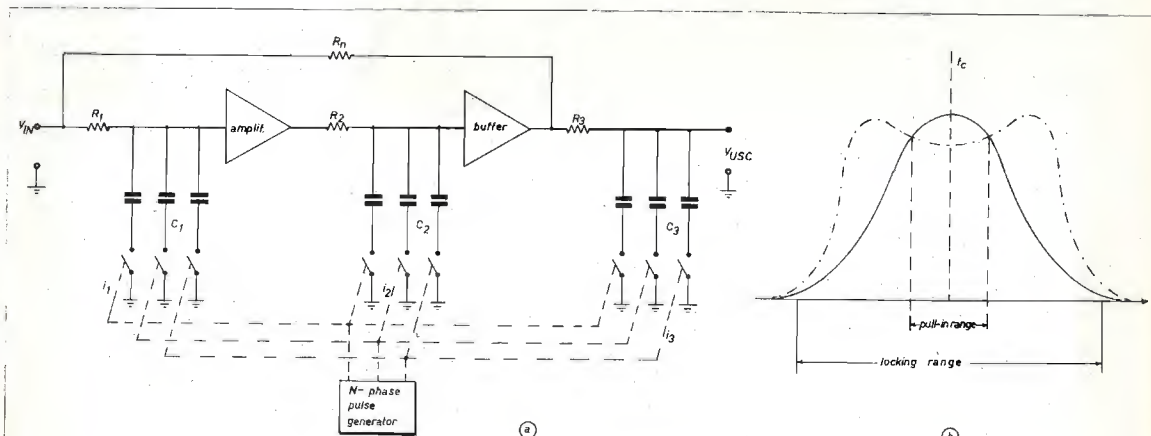 Rn
VIN
R1
amplif.
R2
buffer
R3
VUSC
C1
C2
C3
i1
i2
i3
N- phase
pulse
generator
a
fc
pull-in range
locking range